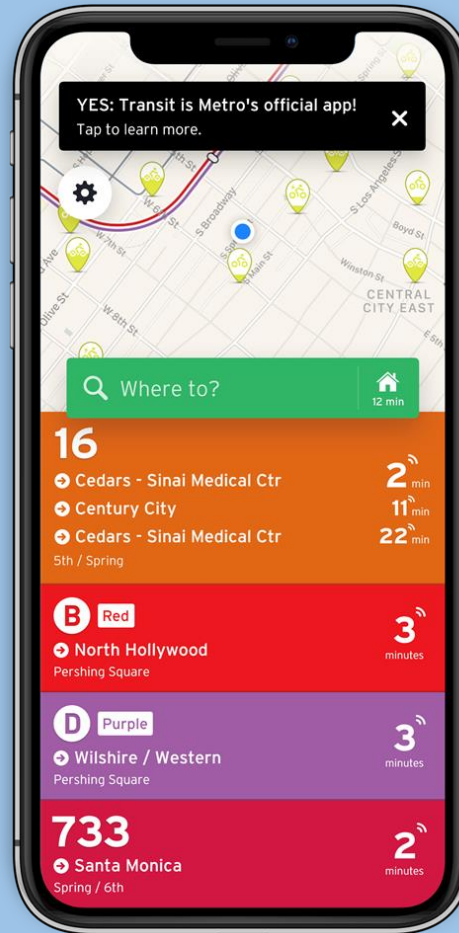 YES: Transit is Metro's official app!
Tap to learn more.
W 6th St
S Broadway
S Los Angeles St
W 7th St
S Main St
Boyd St
Winston St
CENTRAL
CITY EAST
Olive St
W 8th St
E 5th
Where to?
12 min
16
Cedars - Sinai Medical Ctr
2 min
Century City
11 min
Cedars - Sinai Medical Ctr
22 min
5th / Spring
B Red
North Hollywood
Pershing Square
3
minutes
D Purple
Wilshire / Western
Pershing Square
3
minutes
733
Santa Monica
Spring / 6th
2
minutes